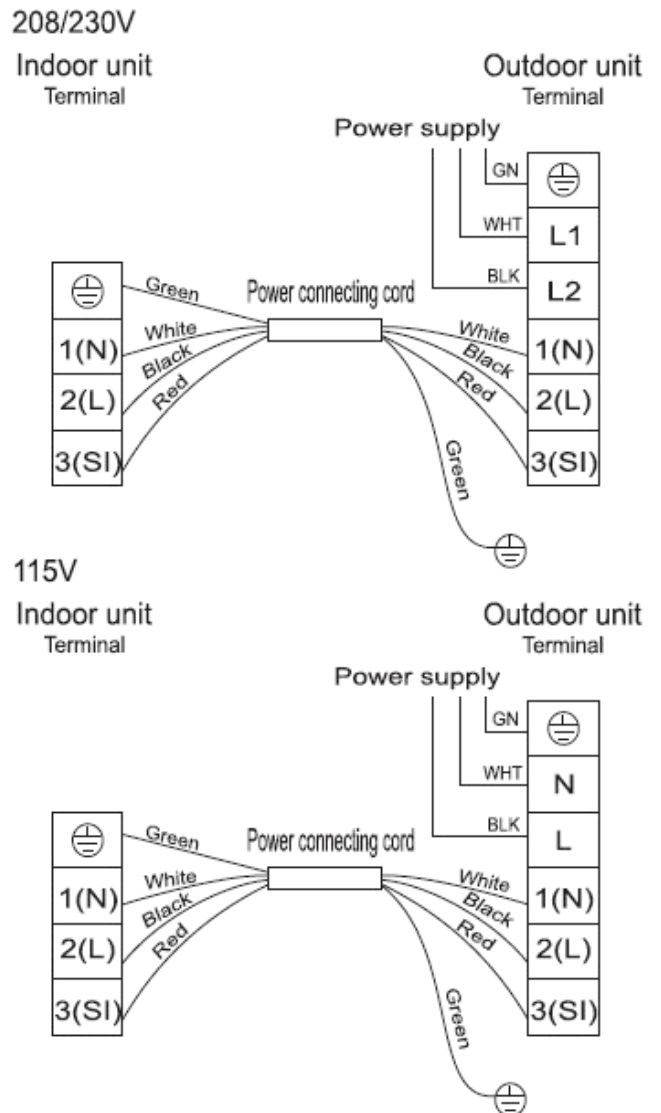 208/230V
Indoor unit
Terminal
Outdoor unit
Terminal
Power supply
GN
WHT
L1
BLK
L2
Green
Power connecting cord
White
White
1(N)
1(N)
Black
Black
2(L)
2(L)
Red
Red
3(SI)
3(SI)
Green
115V
Indoor unit
Terminal
Outdoor unit
Terminal
Power supply
GN
WHT
N
BLK
L
Green
Power connecting cord
White
White
1(N)
1(N)
Black
Black
2(L)
2(L)
Red
Red
3(SI)
3(SI)
Green